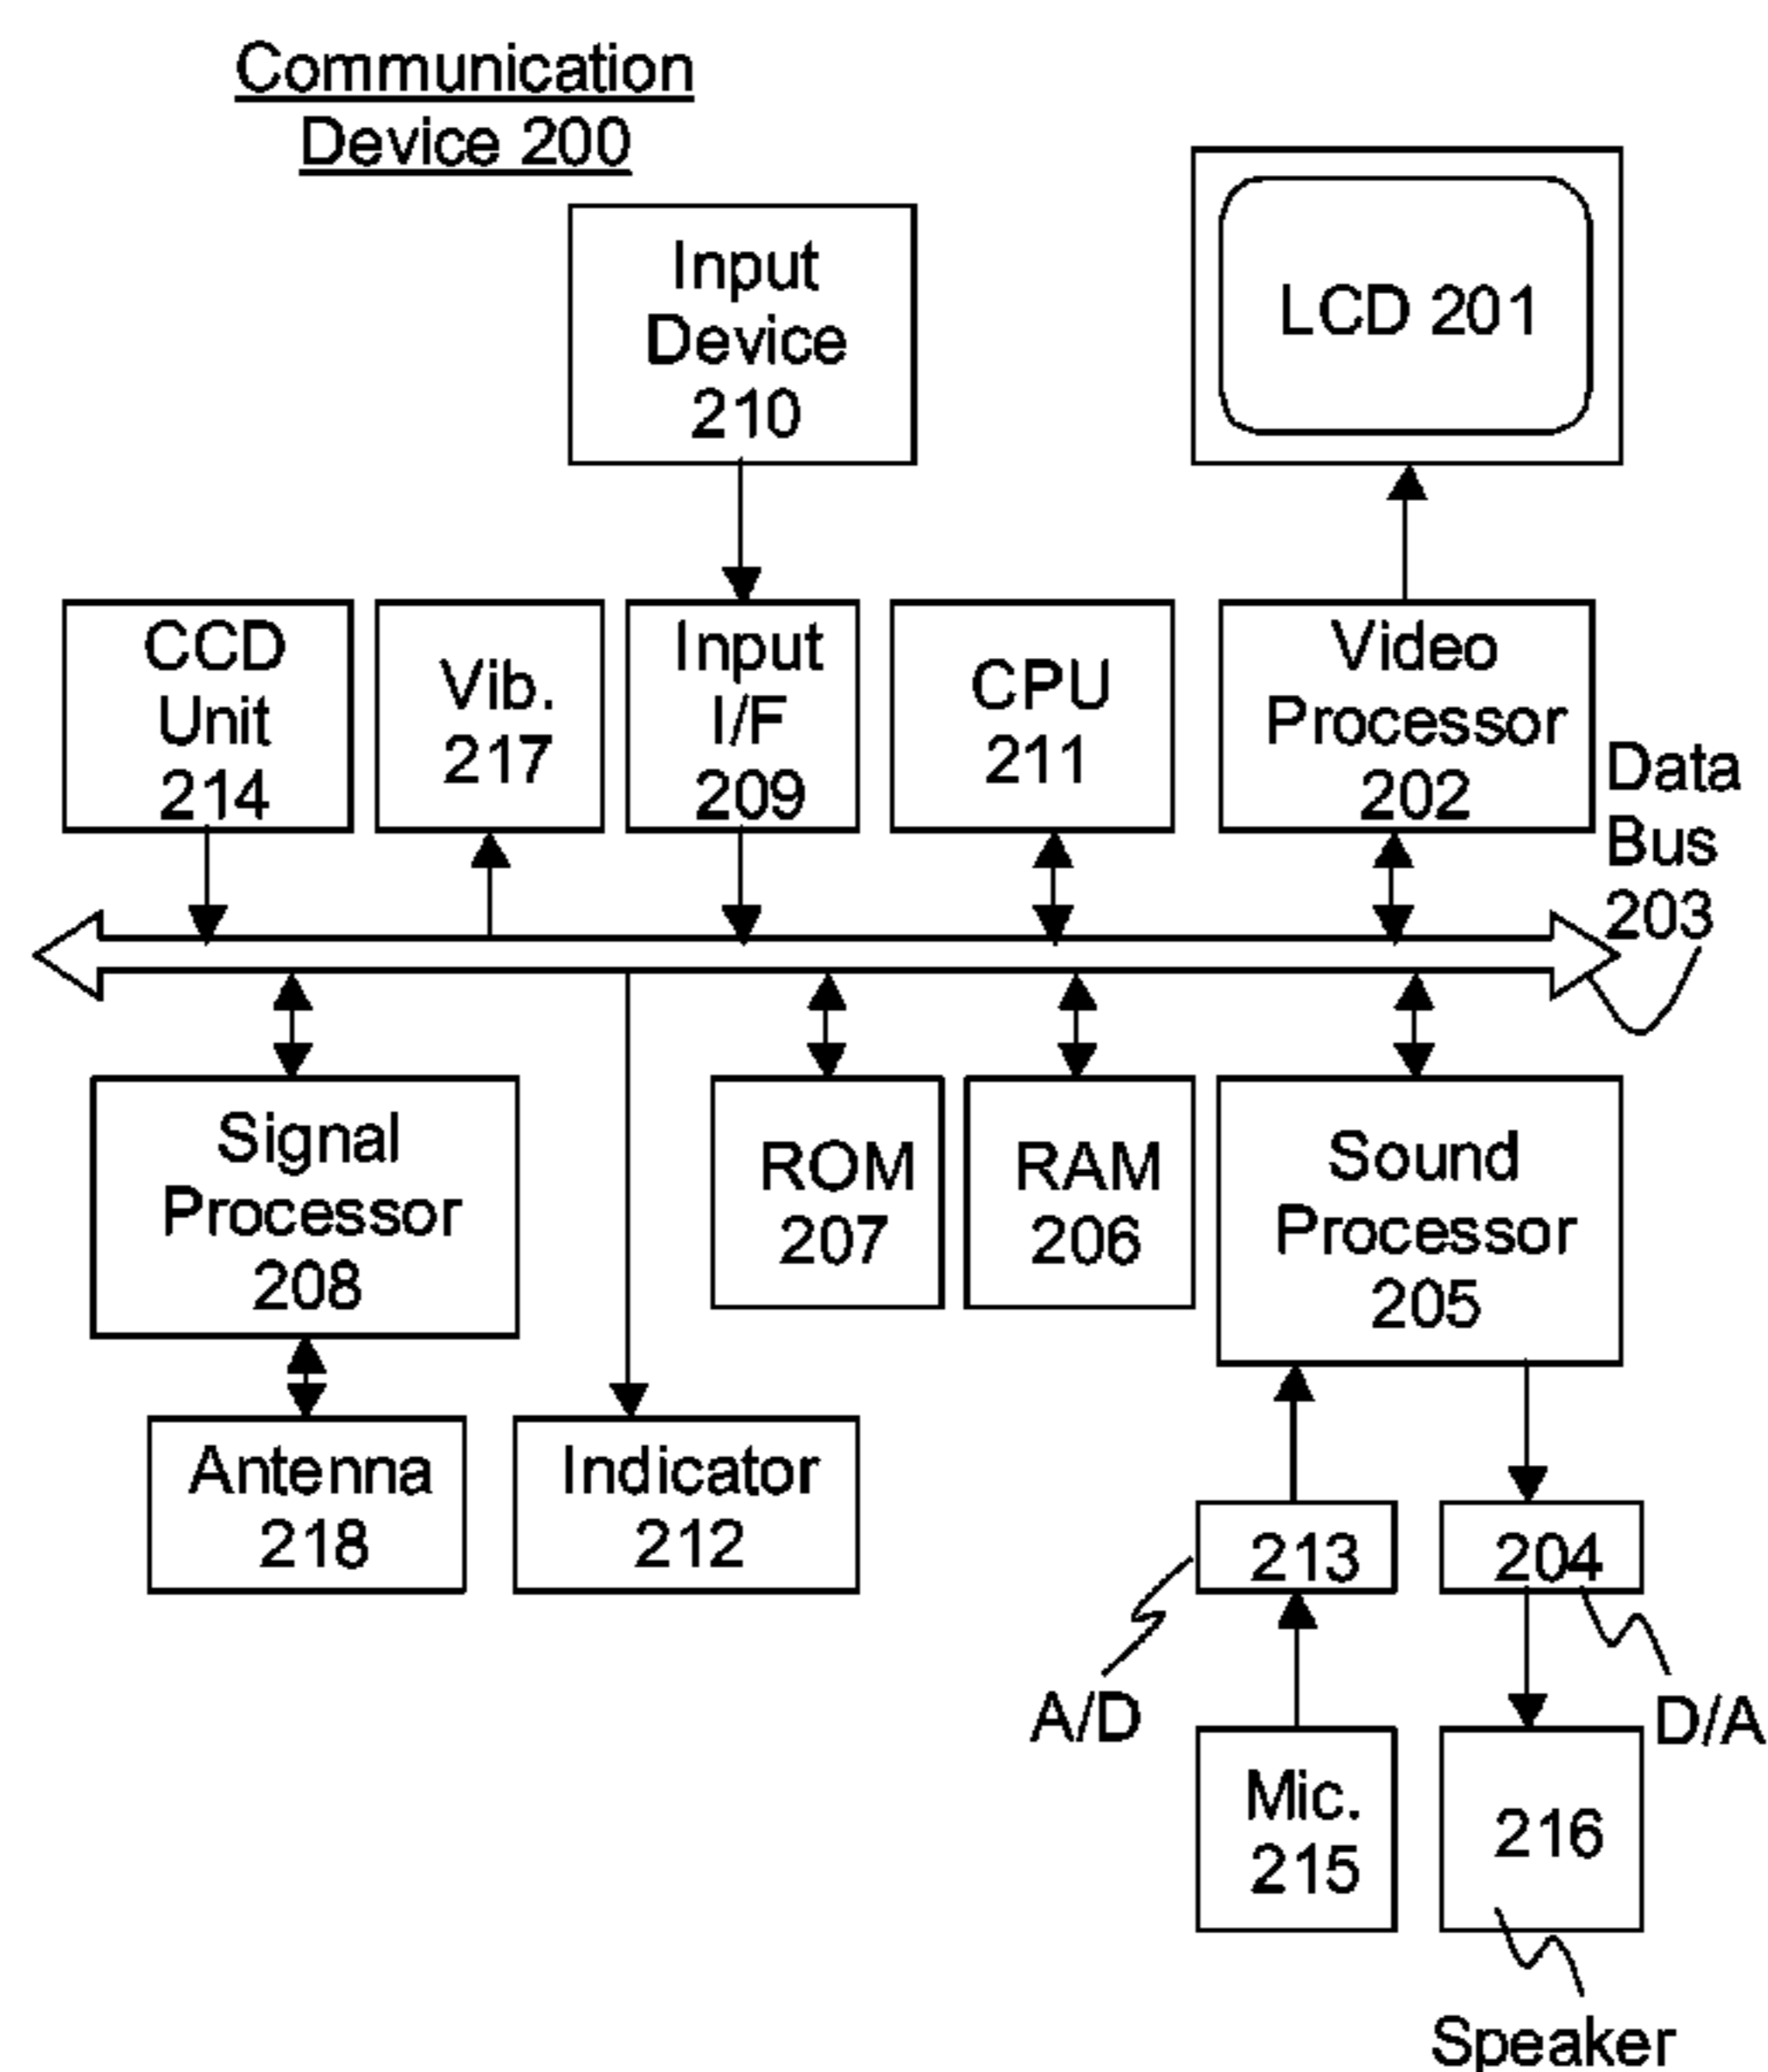 Communication
Device 200
Input
Device
210
LCD 201
CCD
Unit
214
Vib.
217
Input
I/F
209
CPU
211
Video
Processor
202
Data
Bus
203
Signal
Processor
208
ROM
207
RAM
206
Sound
Processor
205
Antenna
218
Indicator
212
213
204
A/D
D/A
Mic.
215
216
Speaker